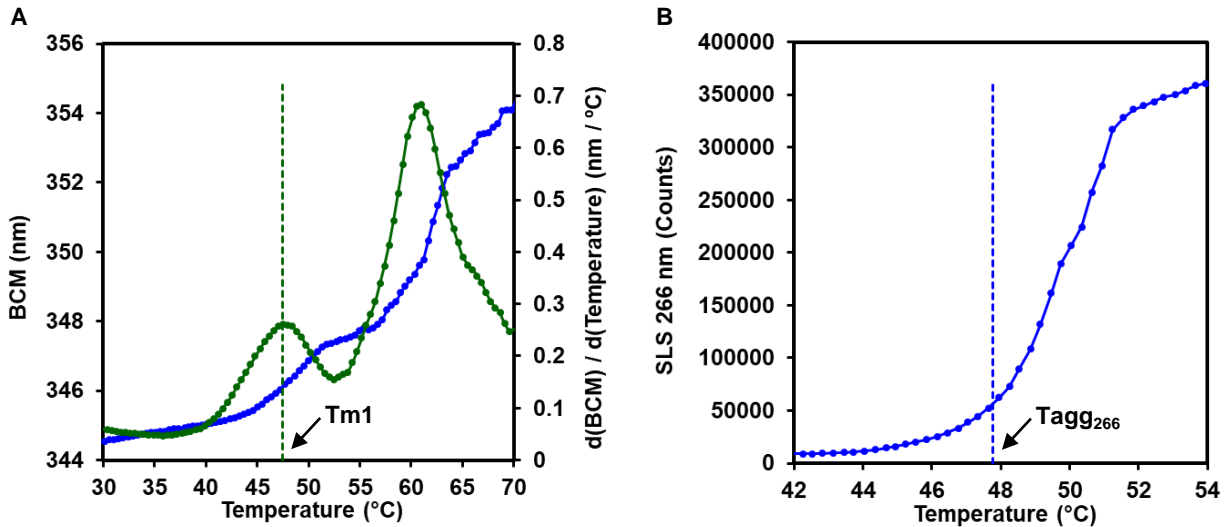 A
BCM (nm)
356
354
352
350
348
346
344
30 35 40 45 50 55 60 65 70
Temperature (°C)
0.8
0.7
0.6
0.5
0.4
0.3
0.2
0.1
0
d(BCM) / d(Temperature) (nm / °C)
Tm1
B
SLS 266 nm (Counts)
400000
350000
300000
250000
200000
150000
100000
50000
0
42 44 46 48 50 52 54
Temperature (°C)
Tagg266